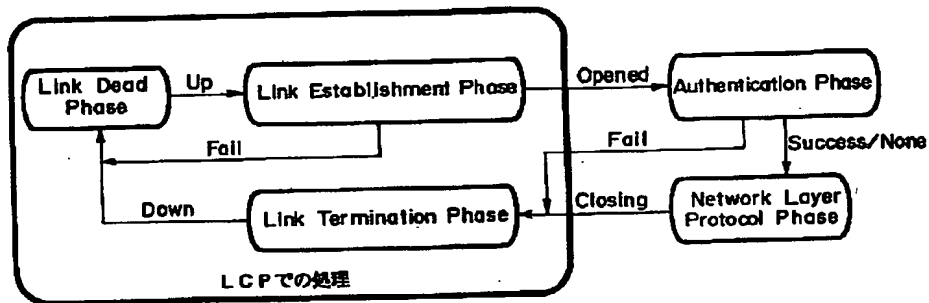 Link Dead
Phase
Up
Link Establishment Phase
Opened
Authentication Phase
Fail
Fail
Success/None
Down
Link Termination Phase
Closing
Network Layer
Protocol Phase
LCPでの処理